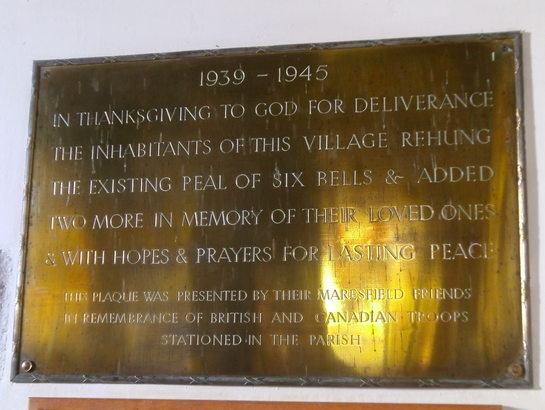 1939 - 1945
IN THANKSGIVING TO GOD FOR DELIVERANCE
THE INHABITANTS OF THIS VILLAGE REHUNG
THE EXISTING PEAL OF SIX BELLS & ADDED
TWO MORE IN MEMORY OF THEIR LOVED ONES
& WITH HOPES & PRAYERS FOR LASTING PEACE
THIS PLAQUE WAS PRESENTED BY THEIR MARESFIELD FRIENDS
IN REMEMBRANCE OF BRITISH AND CANADIAN TROOPS
STATIONED IN THE PARISH